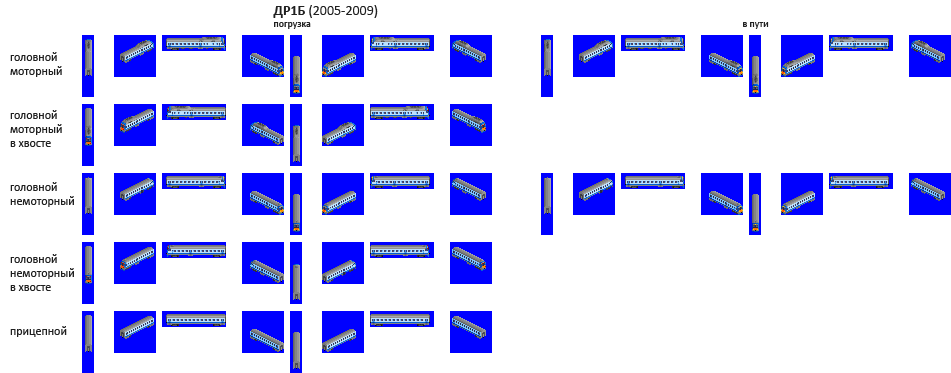 ДР1Б (2005-2009)
погрузка
в пути
головной
моторный
головной
моторный
в хвосте
головной
немоторный
головной
немоторный
в хвосте
прицепной